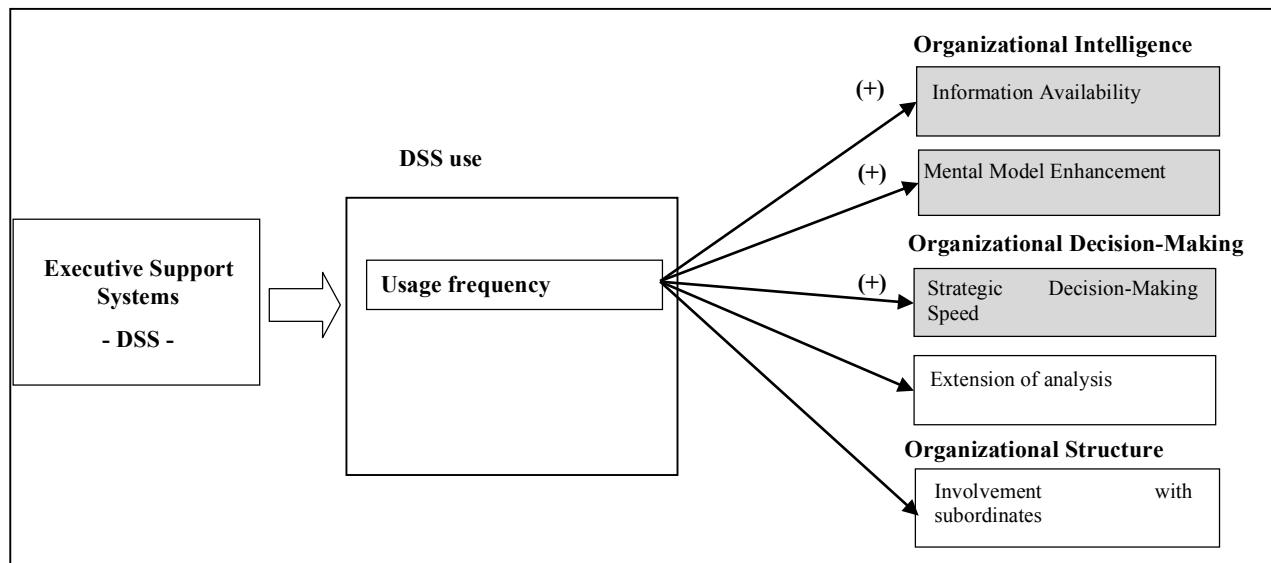 Organizational Intelligence
(+)
Information Availability
DSS use
(+)
Mental Model Enhancement
Executive Support
Systems
- DSS -
Usage frequency
Organizational Decision-Making
(+)
Strategic Decision-Making
Speed
Extension of analysis
Organizational Structure
Involvement with
subordinates